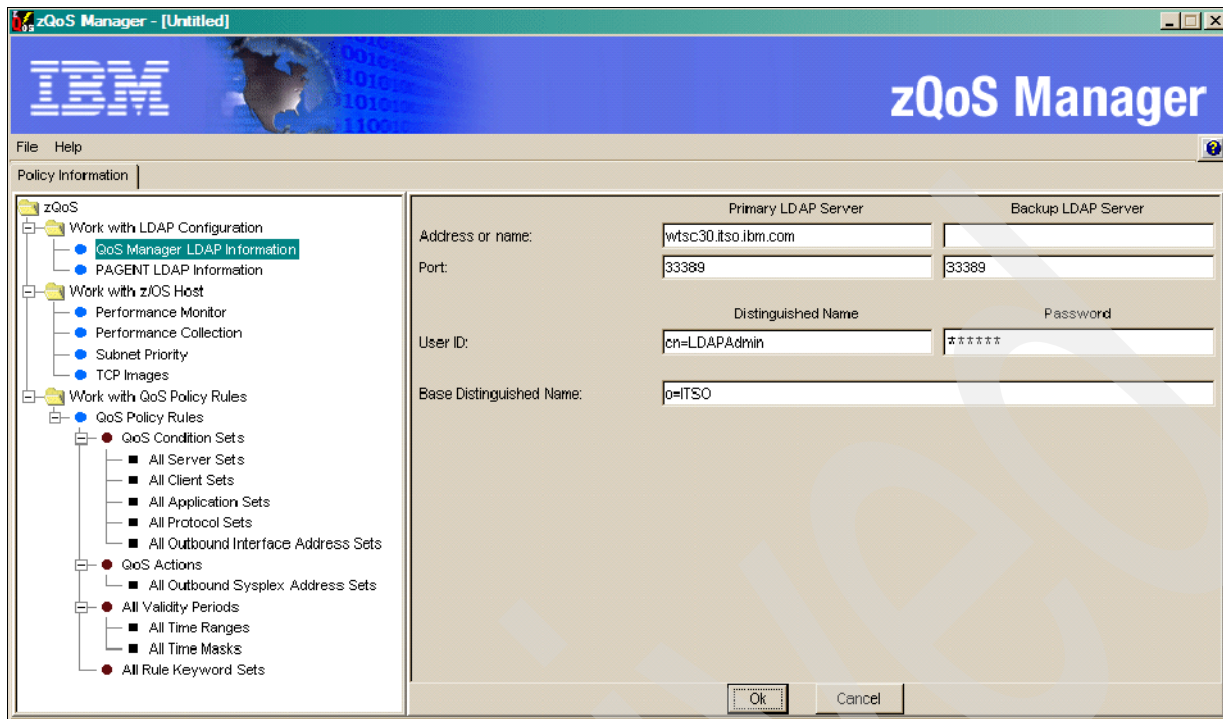 zQoS Manager - [Untitled]
IBM
zQoS Manager
File Help
Policy Information
zQoS
Work with LDAP Configuration
QoS Manager LDAP Information
PAGENT LDAP Information
Work with z/OS Host
Performance Monitor
Performance Collection
Subnet Priority
TCP Images
Work with QoS Policy Rules
QoS Policy Rules
QoS Condition Sets
All Server Sets
All Client Sets
All Application Sets
All Protocol Sets
All Outbound Interface Address Sets
QoS Actions
All Outbound Sysplex Address Sets
All Validity Periods
All Time Ranges
All Time Masks
All Rule Keyword Sets
Primary LDAP Server Backup LDAP Server
Address or name: wtsc30.itso.ibm.com
Port: 33389 33389
Distinguished Name Password
User ID: cn=LDAPAdmin ******
Base Distinguished Name: o=ITSO
Ok Cancel